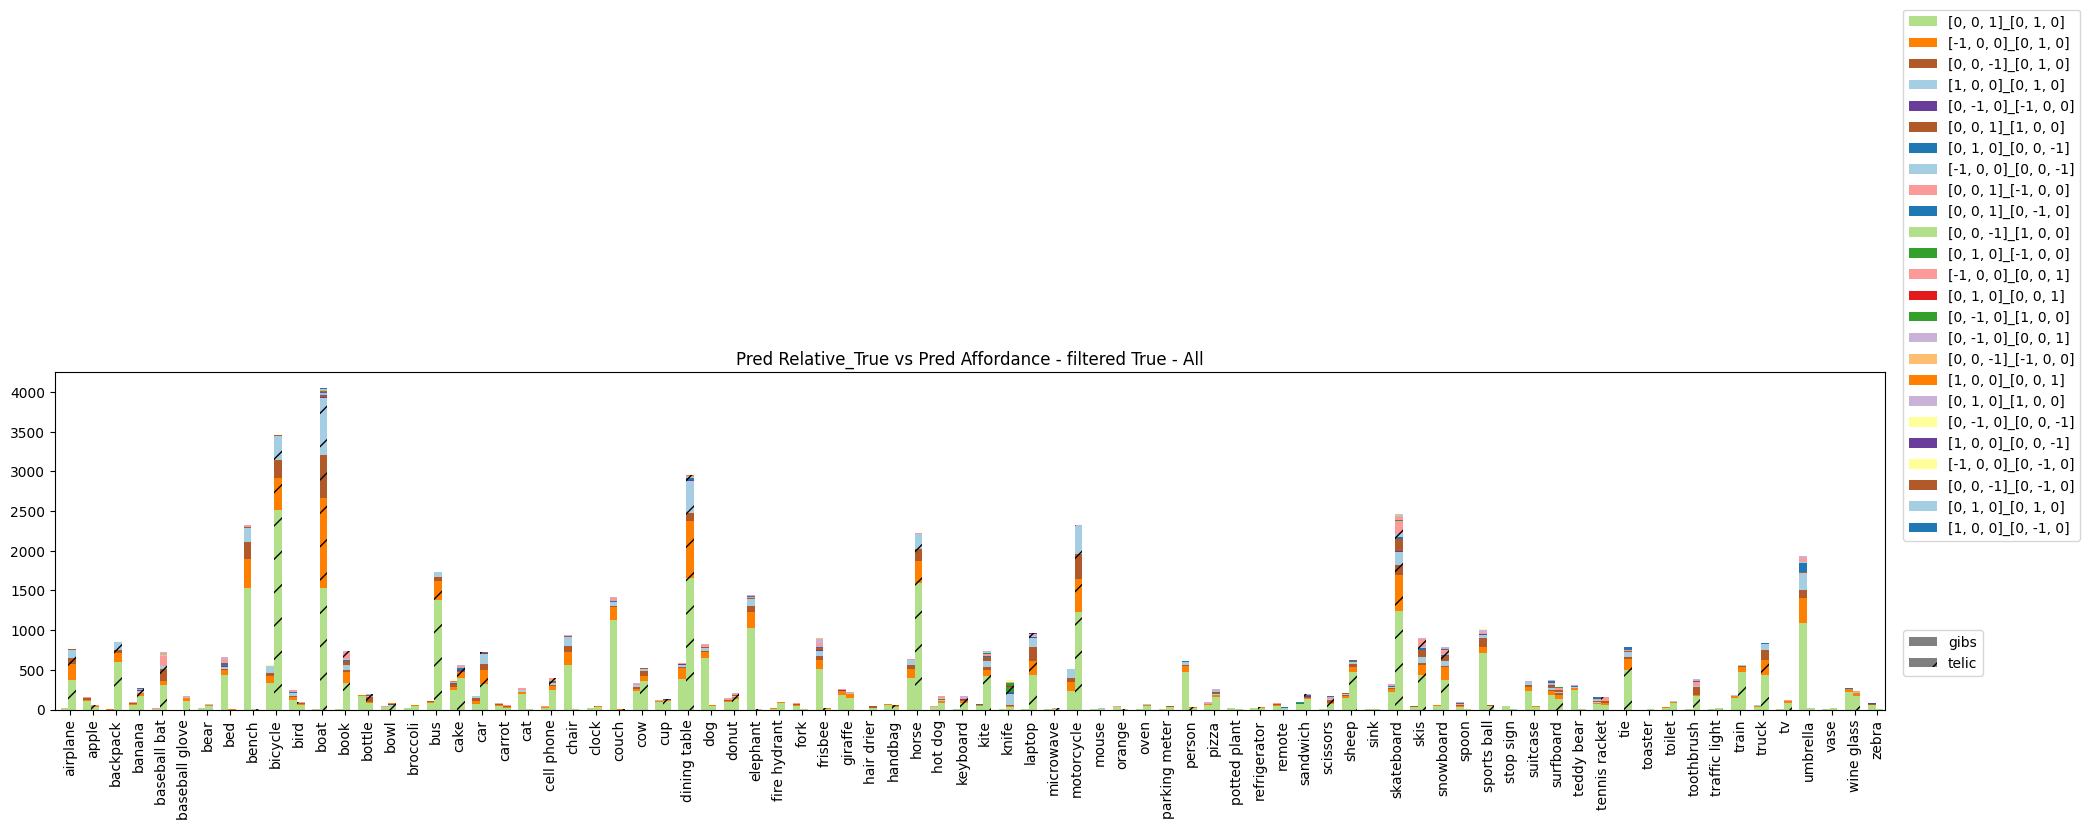 [0, 0, 1]_[0, 1, 0]
[-1, 0, 0]_[0, 1, 0]
[0, 0, -1]_[0, 1, 0]
[1, 0, 0]_[0, 1, 0]
[0, -1, 0]_[-1, 0, 0]
[0, 0, 1]_[1, 0, 0]
[0, 1, 0]_[0, 0, -1]
[-1, 0, 0]_[0, 0, -1]
[0, 0, 1]_[-1, 0, 0]
[0, 0, 1]_[0, -1, 0]
[0, 0, -1]_[1, 0, 0]
[0, 1, 0]_[-1, 0, 0]
[-1, 0, 0]_[0, 0, 1]
[0, 1, 0]_[0, 0, 1]
[0, -1, 0]_[1, 0, 0]
[0, -1, 0]_[0, 0, 1]
[0, 0, -1]_[-1, 0, 0]
[1, 0, 0]_[0, 0, 1]
[0, 1, 0]_[1, 0, 0]
[0, -1, 0]_[0, 0, -1]
[1, 0, 0]_[0, 0, -1]
[-1, 0, 0]_[0, -1, 0]
[0, 0, -1]_[0, -1, 0]
[0, 1, 0]_[0, 1, 0]
[1, 0, 0]_[0, -1, 0]
gibs
telic
Pred Relative_True vs Pred Affordance - filtered True - All
4000
3500
3000
2500
2000
1500
1000
500
0
airplane
apple
backpack
banana
baseball bat
baseball glove
bear
bed
bench
bicycle
bird
boat
book
bottle
bowl
broccoli
bus
cake
car
carrot
cat
cell phone
chair
clock
couch
cow
cup
dining table
dog
donut
elephant
fire hydrant
fork
frisbee
giraffe
hair drier
handbag
horse
hot dog
keyboard
kite
knife
laptop
microwave
motorcycle
mouse
orange
oven
parking meter
person
pizza
potted plant
refrigerator
remote
sandwich
scissors
sheep
sink
skateboard
skis
snowboard
spoon
sports ball
stop sign
suitcase
surfboard
teddy bear
tennis racket
tie
toaster
toilet
toothbrush
traffic light
train
truck
tv
umbrella
vase
wine glass
zebra